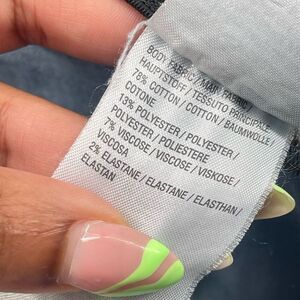 BODY FABRIC / MAIN FABRIC /
HAUPTSTOFF / TESSUTO PRINCIPALE
78% COTTON / COTTON / BAUMWOLLE /
COTONE
13% POLYESTER / POLYESTER /
POLYESTER / POLIESTERE
7% VISCOSE / VISCOSE / VISKOSE /
VISCOSA
2% ELASTANE / ELASTANE / ELASTHAN /
ELASTAN